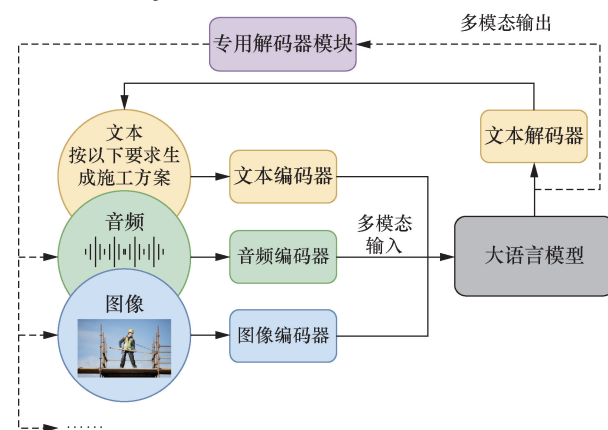 多模态输出
专用解码器模块
文本
按以下要求生
成施工方案
文本解码器
文本编码器
音频
多模态
输入
音频编码器
大语言模型
图像
图像编码器
······